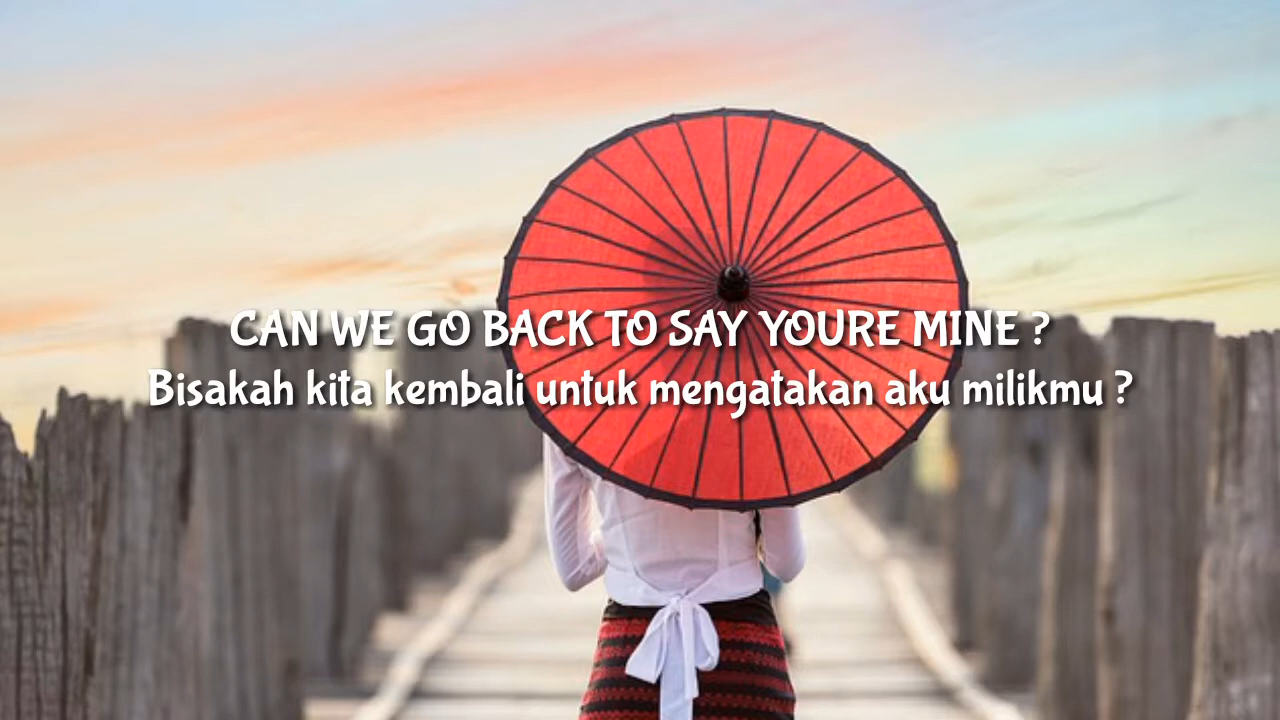 CAN WE GO BACK TO SAY YOURE MINE ?
Bisakah kita kembali untuk mengatakan aku milikmu ?